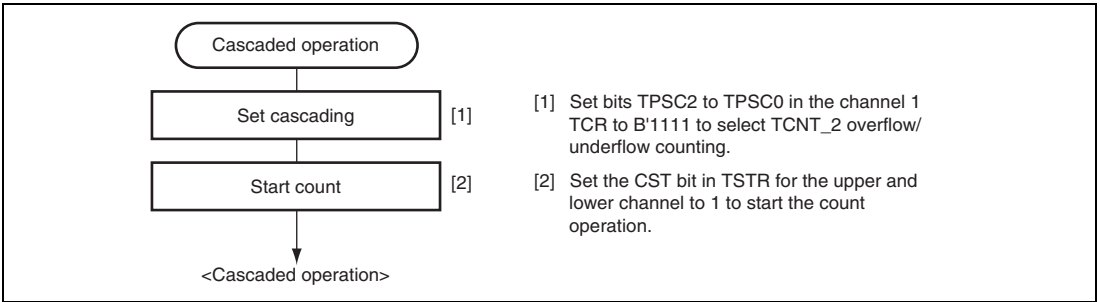 Cascaded operation
Set cascading
[1]
Start count
[2]
<Cascaded operation>
[1] Set bits TPSC2 to TPSC0 in the channel 1
TCR to B'1111 to select TCNT_2 overflow/
underflow counting.
[2] Set the CST bit in TSTR for the upper and
lower channel to 1 to start the count
operation.